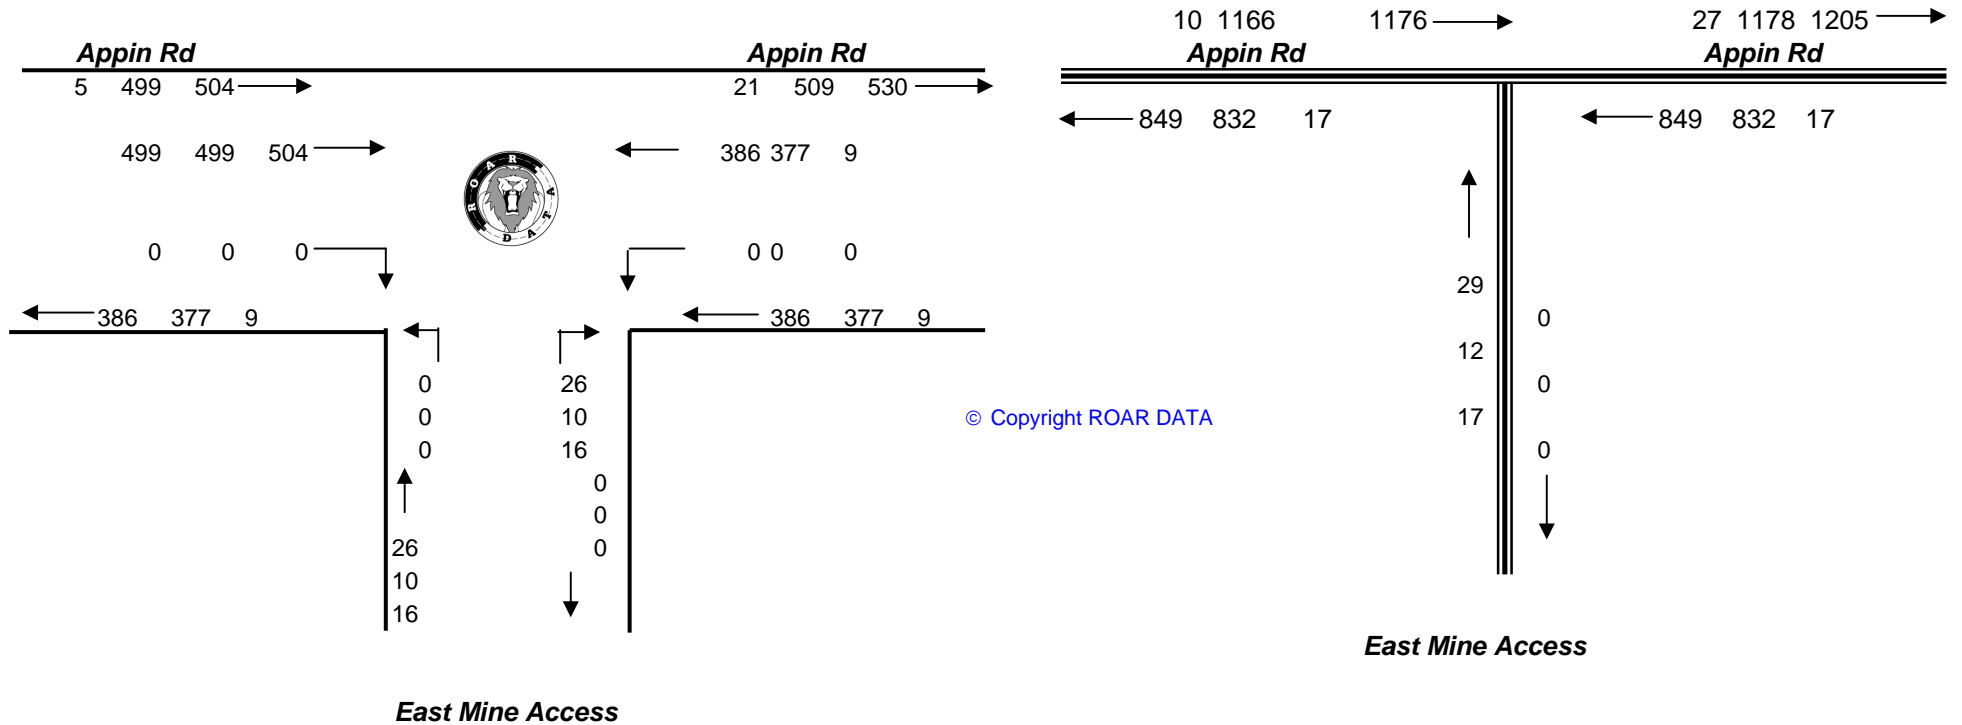 10 1166 1176 27 1178 1205
Appin Rd Appin Rd Appin Rd Appin Rd
5 499 504 21 509 530
849 832 17 849 832 17
499 499 504 386 377 9
ROAR DATA
0 0 0 0 0 0
29
386 377 9 386 377 9 0
12
0 26 0
0 10 © Copyright ROAR DATA 17
0 16 0
0
0
26 0
10
16
East Mine Access
East Mine Access